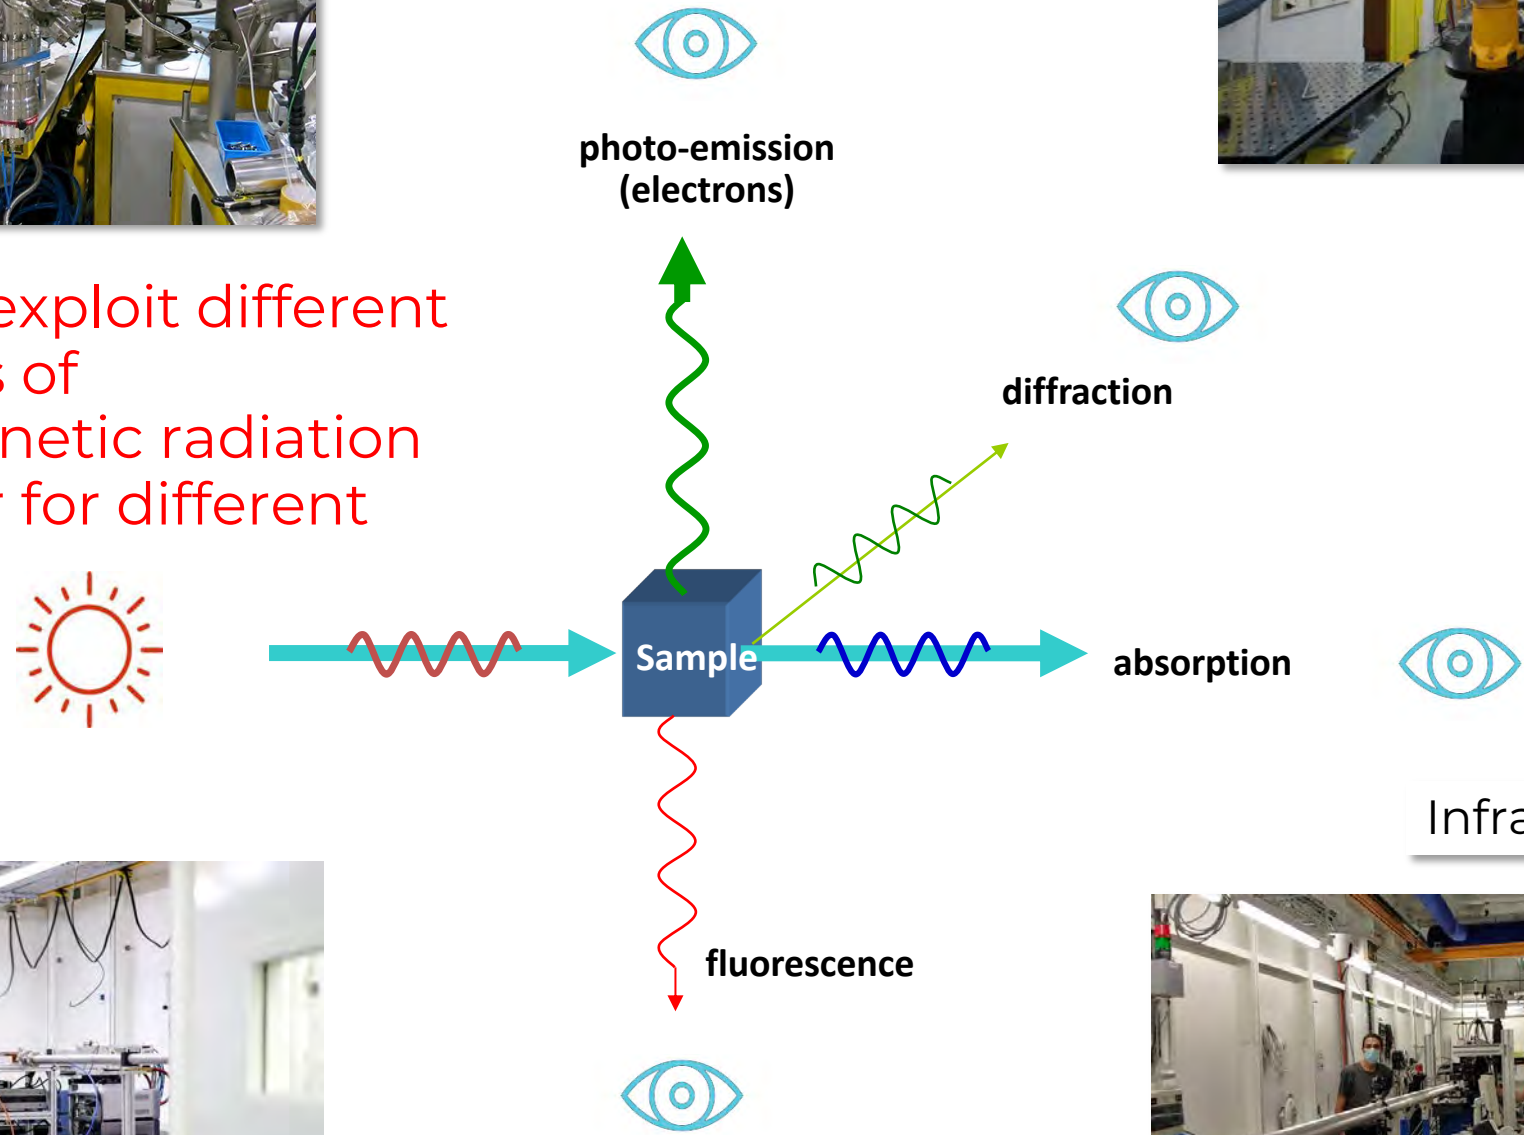 photo-emission
(electrons)
exploit different
s of
netic radiation
r for different
diffraction
Sample
absorption
Infra
fluorescence